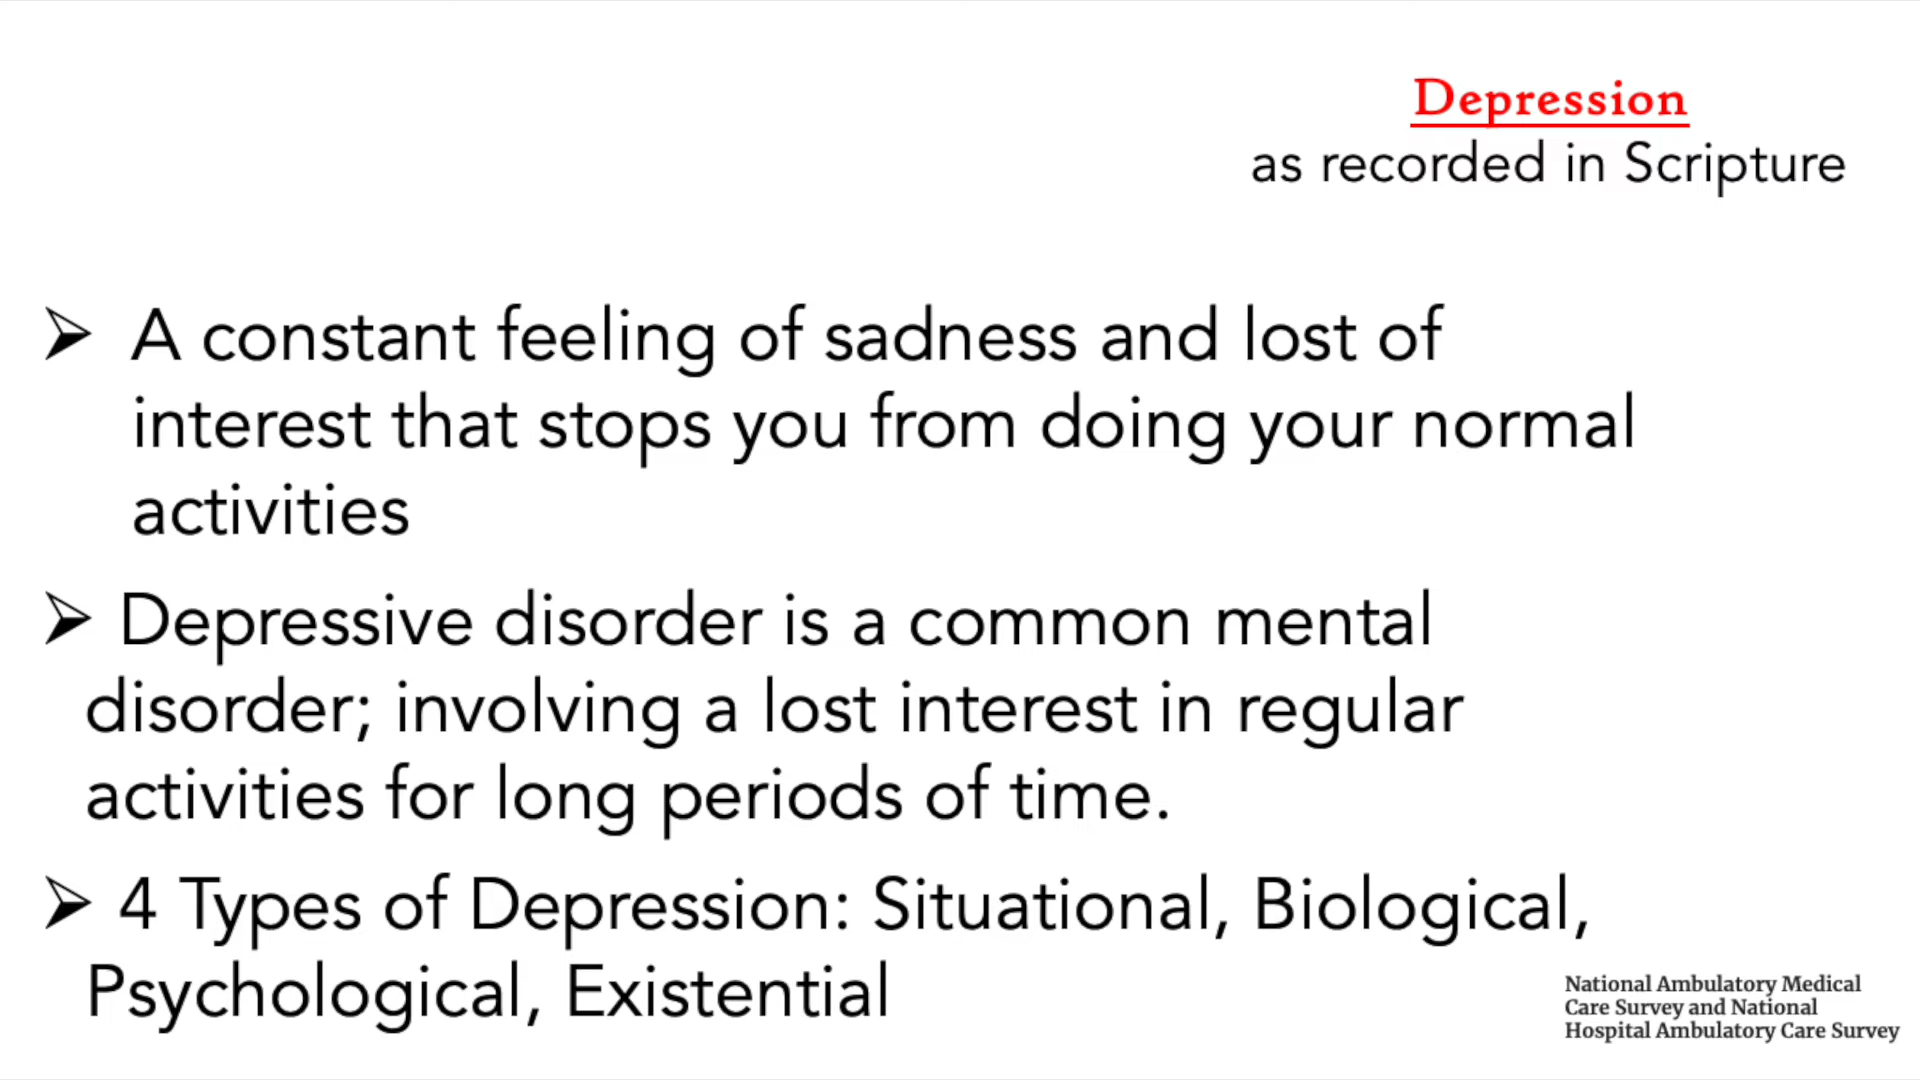 Depression
as recorded in Scripture
➢ A constant feeling of sadness and lost of
interest that stops you from doing your normal
activities
➢ Depressive disorder is a common mental
disorder; involving a lost interest in regular
activities for long periods of time.
➢ 4 Types of Depression: Situational, Biological,
Psychological, Existential
National Ambulatory Medical
Care Survey and National
Hospital Ambulatory Care Survey